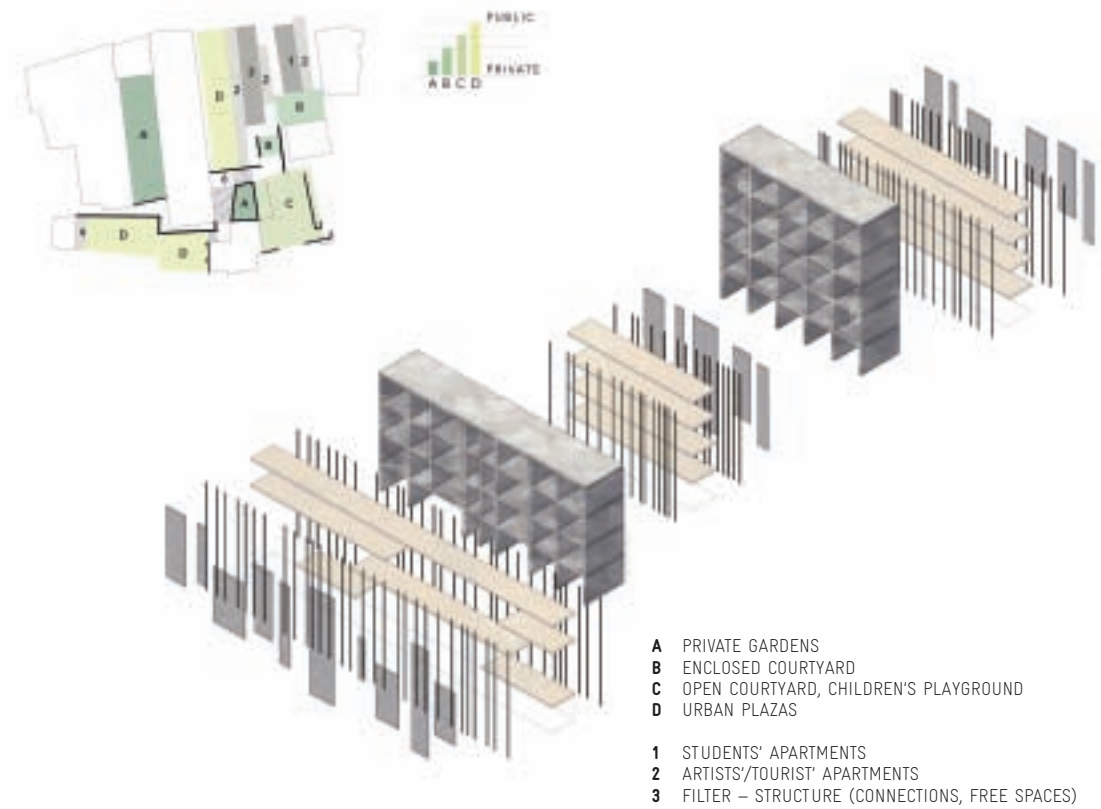 PUBLIC
PRIVATE
A B C D
D
B
A
B
A
C
D
D
A PRIVATE GARDENS
B ENCLOSED COURTYARD
C OPEN COURTYARD, CHILDREN'S PLAYGROUND
D URBAN PLAZAS
1 STUDENTS' APARTMENTS
2 ARTISTS'/TOURIST' APARTMENTS
3 FILTER – STRUCTURE (CONNECTIONS, FREE SPACES)